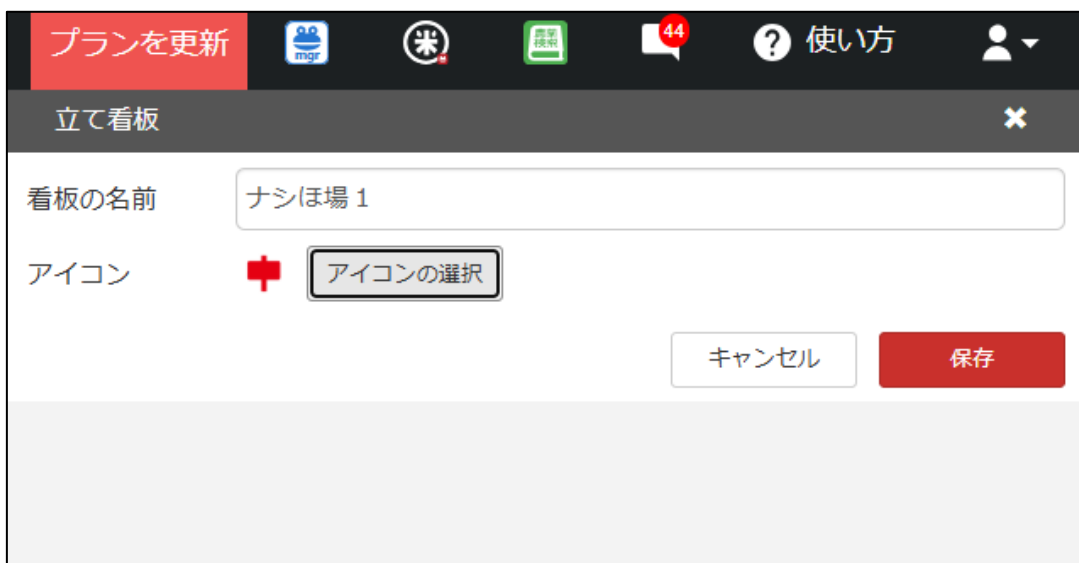 プランを更新 mgr 米 農業検索 44 ? 使い方
立て看板
看板の名前 ナシほ場1
アイコン アイコンの選択
キャンセル 保存